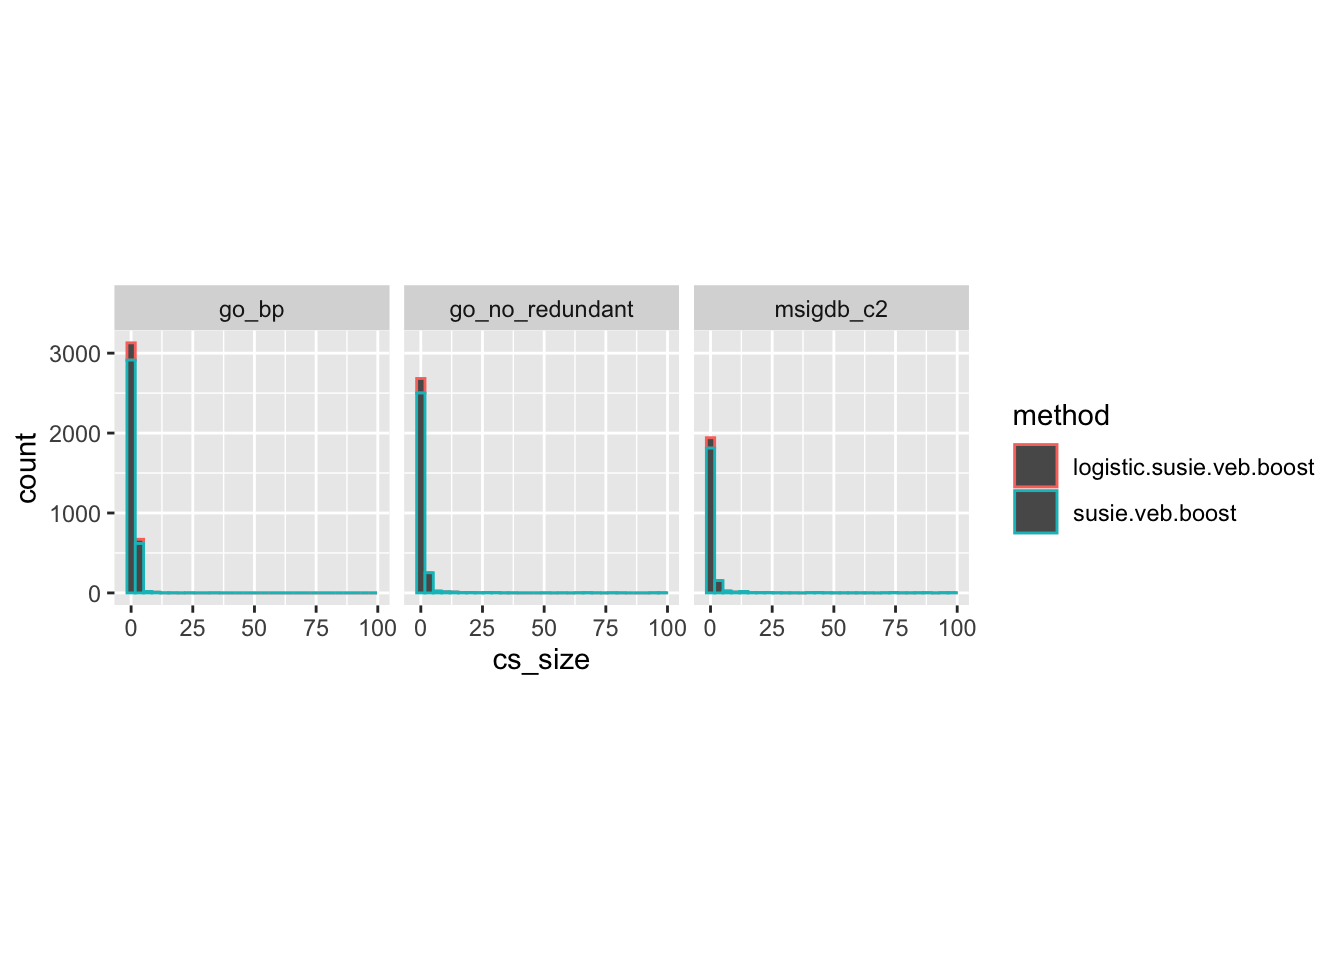 go_bp
go_no_redundant
msigdb_c2
3000
2000
1000
0
count
0 25 50 75 100
0 25 50 75 100
0 25 50 75 100
cs_size
method
logistic.susie.veb.boost
susie.veb.boost